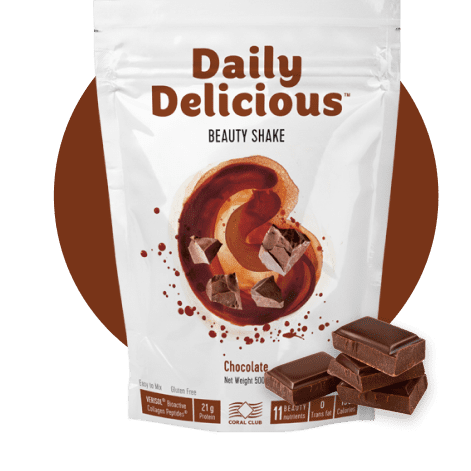 Daily
Delicious™
BEAUTY SHAKE
Chocolate
Net Weight 500
Easy to Mix Gluten Free
VERISOL® Bioactive
Collagen Peptides®
21 g
Protein
CORAL CLUB
11 BEAUTY
nutrients
0
Trans fat
Calories